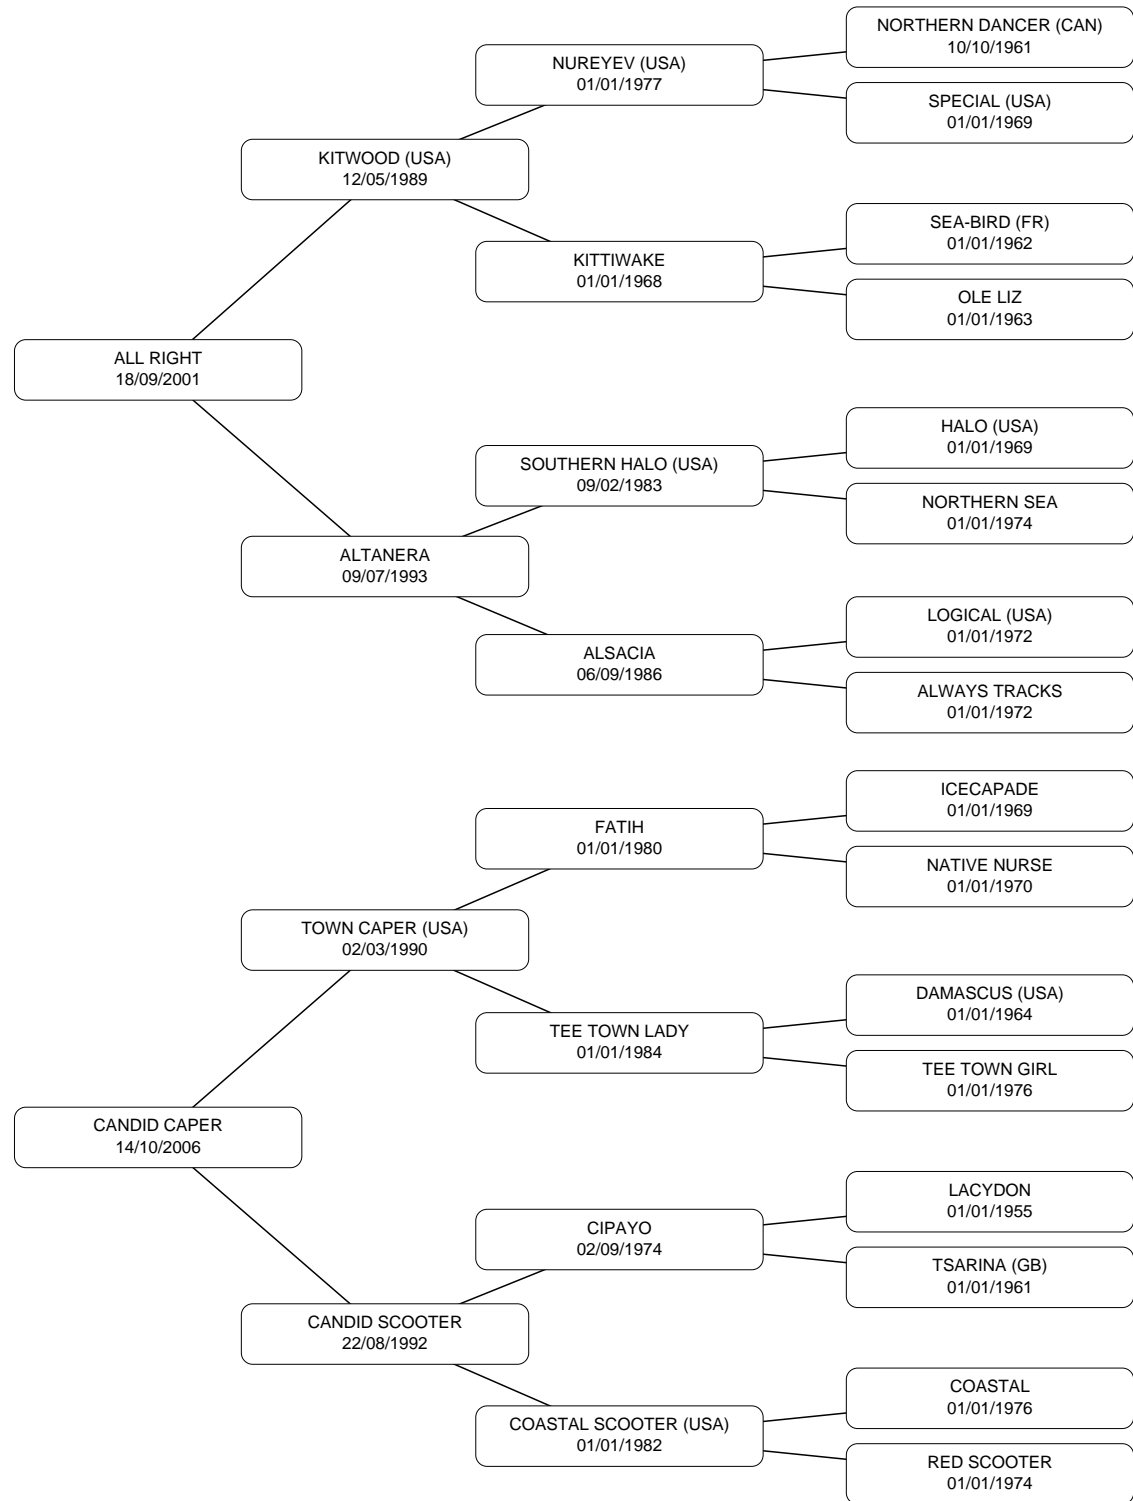 NORTHERN DANCER (CAN)
10/10/1961
NUREYEV (USA)
01/01/1977
SPECIAL (USA)
01/01/1969
KITWOOD (USA)
12/05/1989
SEA-BIRD (FR)
01/01/1962
KITTIWAKE
01/01/1968
OLE LIZ
01/01/1963
ALL RIGHT
18/09/2001
HALO (USA)
01/01/1969
SOUTHERN HALO (USA)
09/02/1983
NORTHERN SEA
01/01/1974
ALTANERA
09/07/1993
LOGICAL (USA)
01/01/1972
ALSACIA
06/09/1986
ALWAYS TRACKS
01/01/1972
ICECAPADE
01/01/1969
FATIH
01/01/1980
NATIVE NURSE
01/01/1970
TOWN CAPER (USA)
02/03/1990
DAMASCUS (USA)
01/01/1964
TEE TOWN LADY
01/01/1984
TEE TOWN GIRL
01/01/1976
CANDID CAPER
14/10/2006
LACYDON
01/01/1955
CIPAYO
02/09/1974
TSARINA (GB)
01/01/1961
CANDID SCOOTER
22/08/1992
COASTAL
01/01/1976
COASTAL SCOOTER (USA)
01/01/1982
RED SCOOTER
01/01/1974